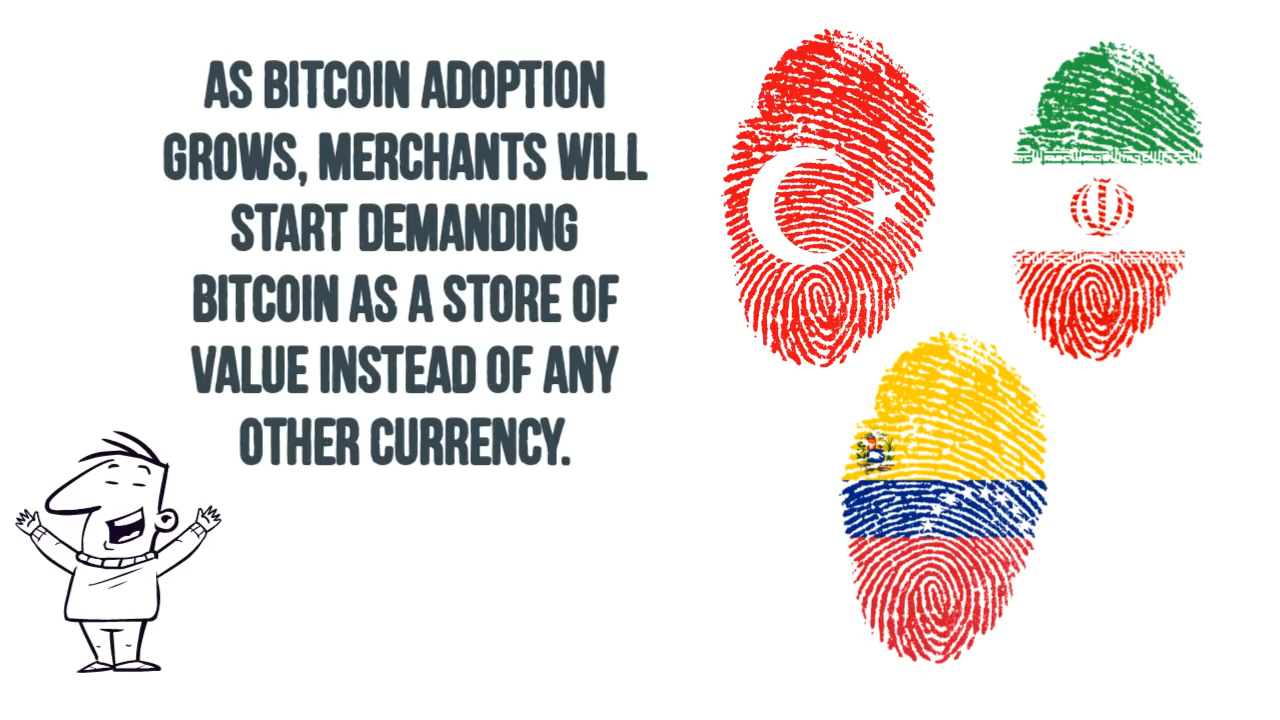 AS BITCOIN ADOPTION
GROWS, MERCHANTS WILL
START DEMANDING
BITCOIN AS A STORE OF
VALUE INSTEAD OF ANY
OTHER CURRENCY.